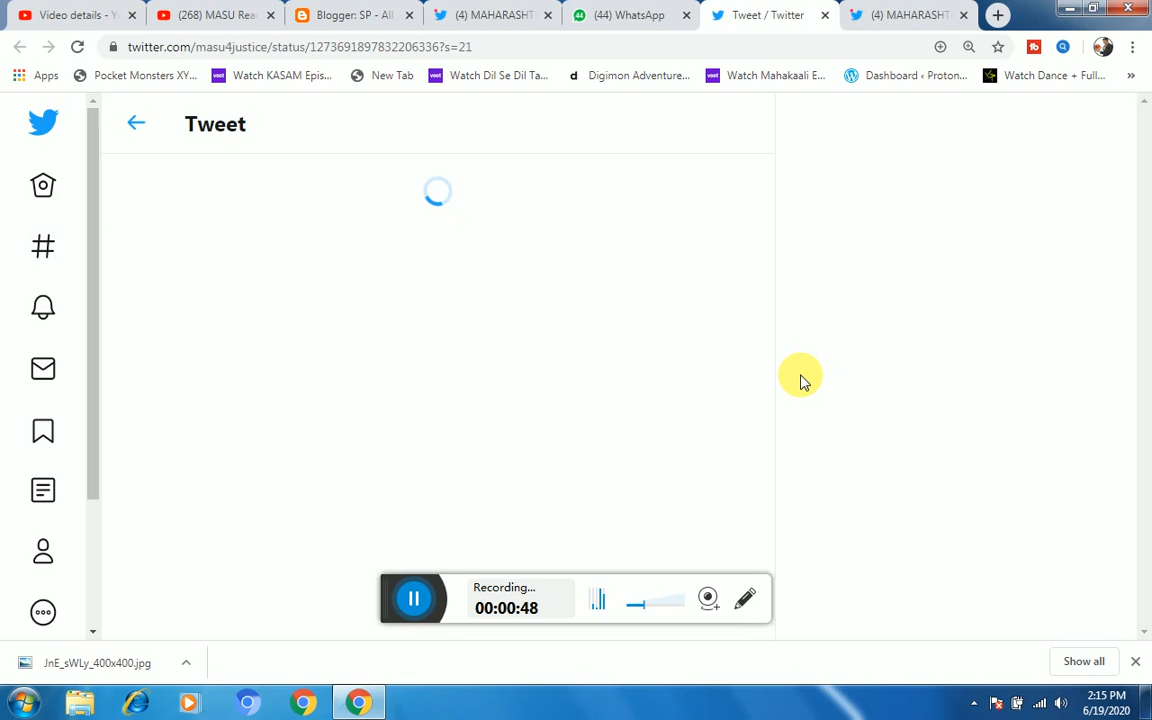 Video details - Y
(268) MASU Rea
Blogger: SP - All
(4) MAHARASHT
(44) WhatsApp
Tweet / Twitter
(4) MAHARASHT
twitter.com/masu4justice/status/1273691897832206336?s=21
Apps
Pocket Monsters XY...
Watch KASAM Epis...
New Tab
Watch Dil Se Dil Ta...
Digimon Adventure...
Watch Mahakaali E...
Dashboard ‹ Proton...
Watch Dance + Full...
»
Tweet
Recording...
00:00:48
JnE_sWLy_400x400.jpg
Show all
2:15 PM
6/19/2020